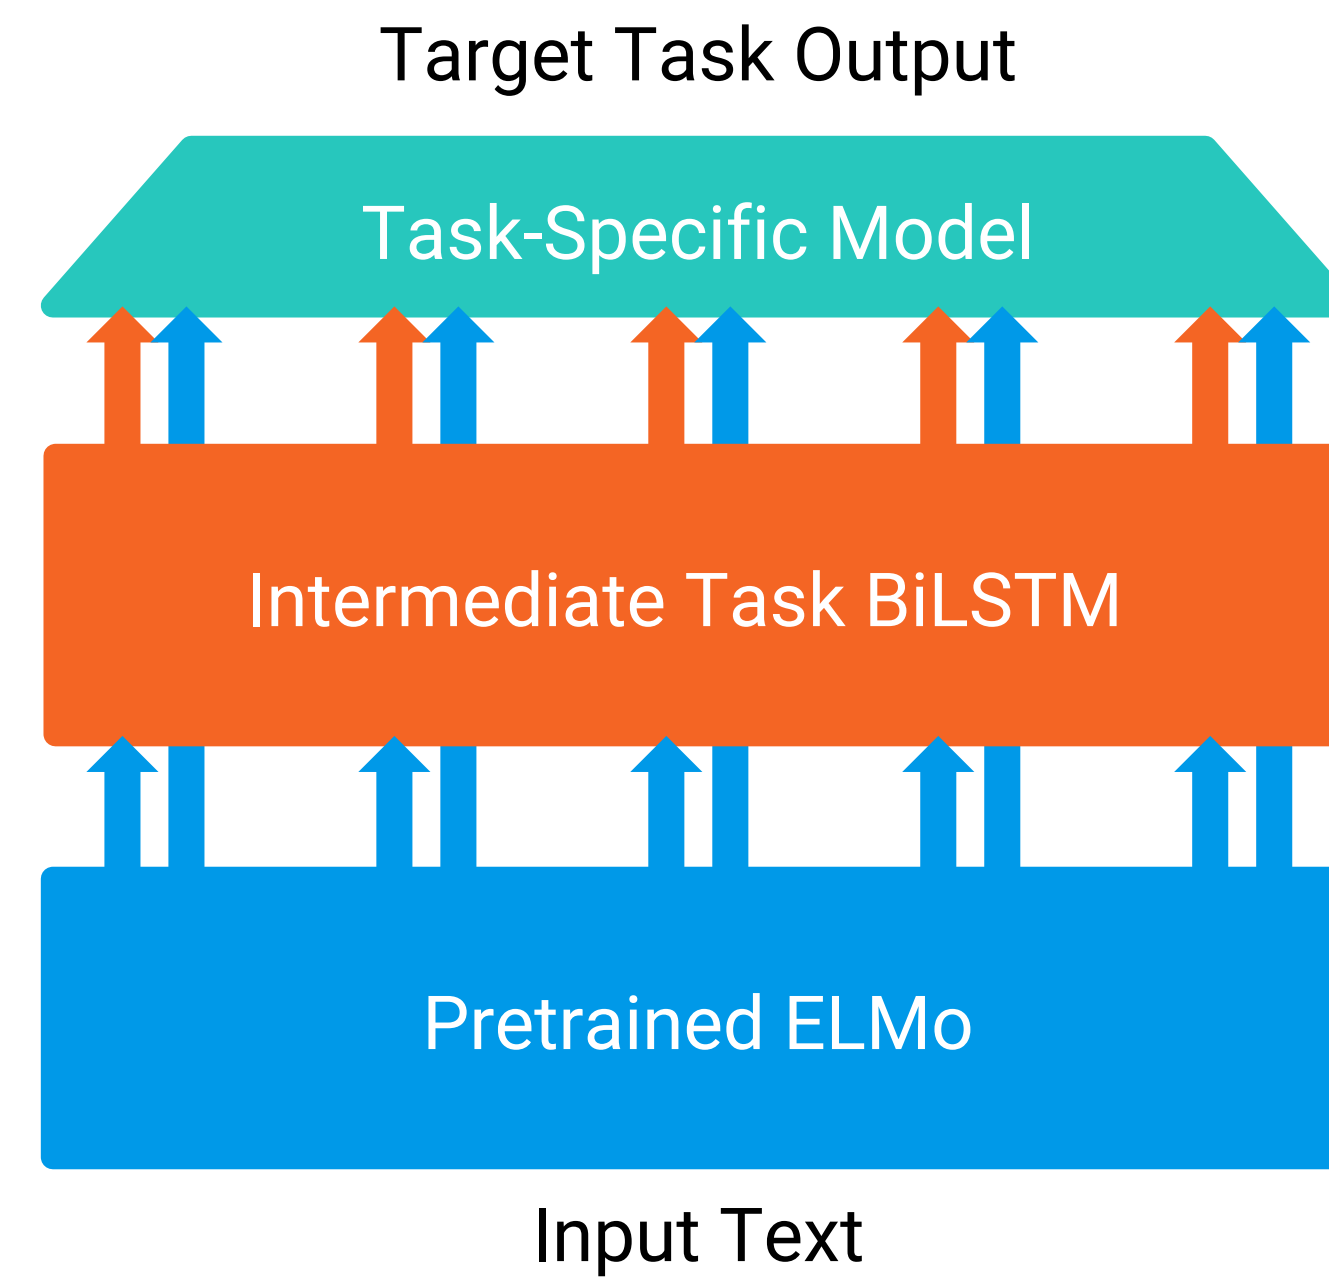 Target Task Output
Task-Specific Model
Intermediate Task BiLSTM
Pretrained ELMo
Input Text